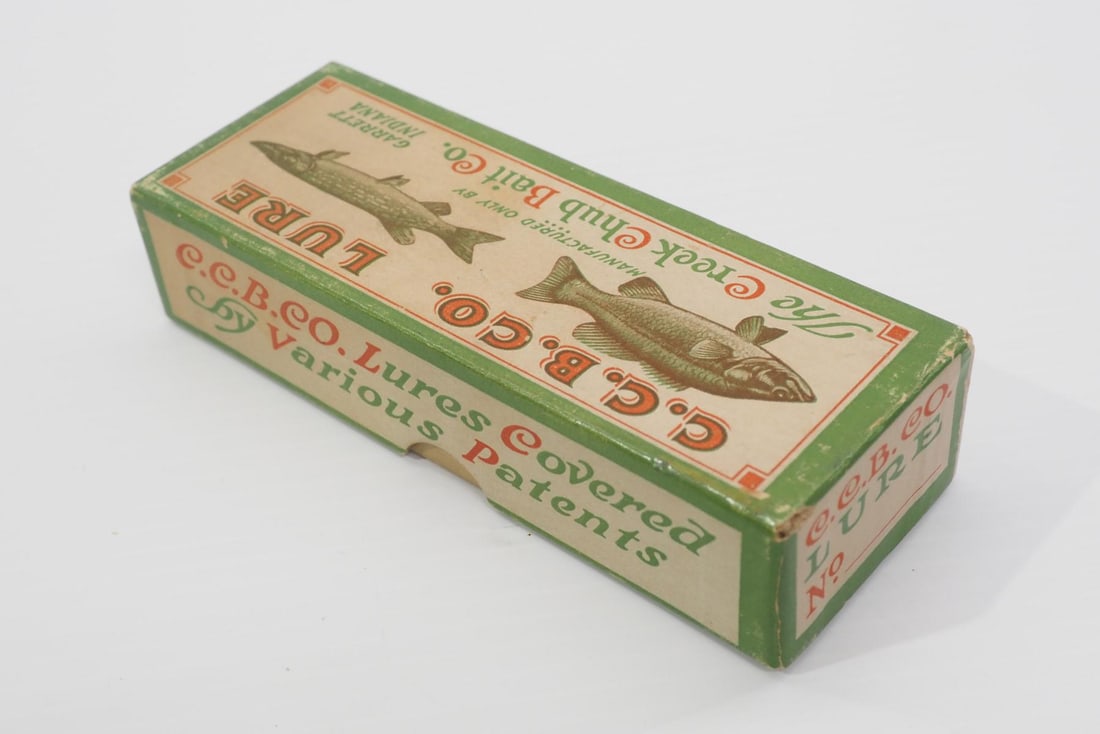 C.C.B.CO. LURE
MANUFACTURED ONLY BY
The Creek Chub Bait Co.
GARRETT
INDIANA
C.C.B.CO. Lures Covered
by Various Patents
C.C.B.CO.
LURE
No